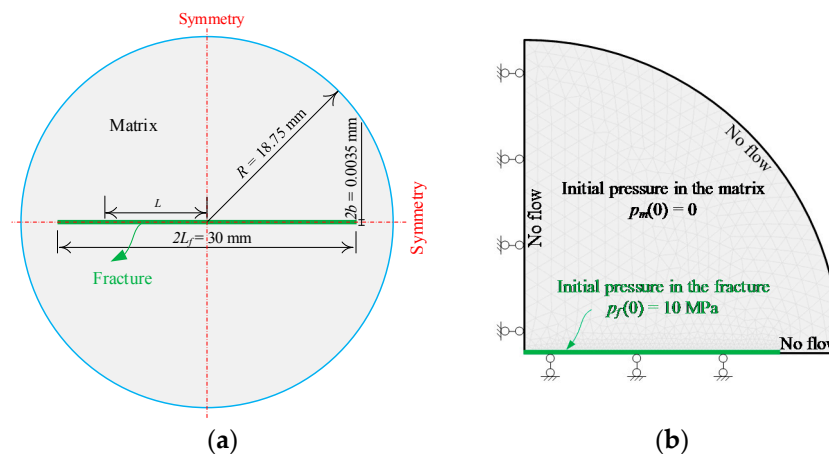 Symmetry
Matrix
R = 18.75 mm
2b = 0.0035 mm
L
Symmetry
2Lf = 30 mm
Fracture
(a)
No flow
No flow
Initial pressure in the matrix
pm(0) = 0
Initial pressure in the fracture
pf(0) = 10 MPa
No flow
(b)